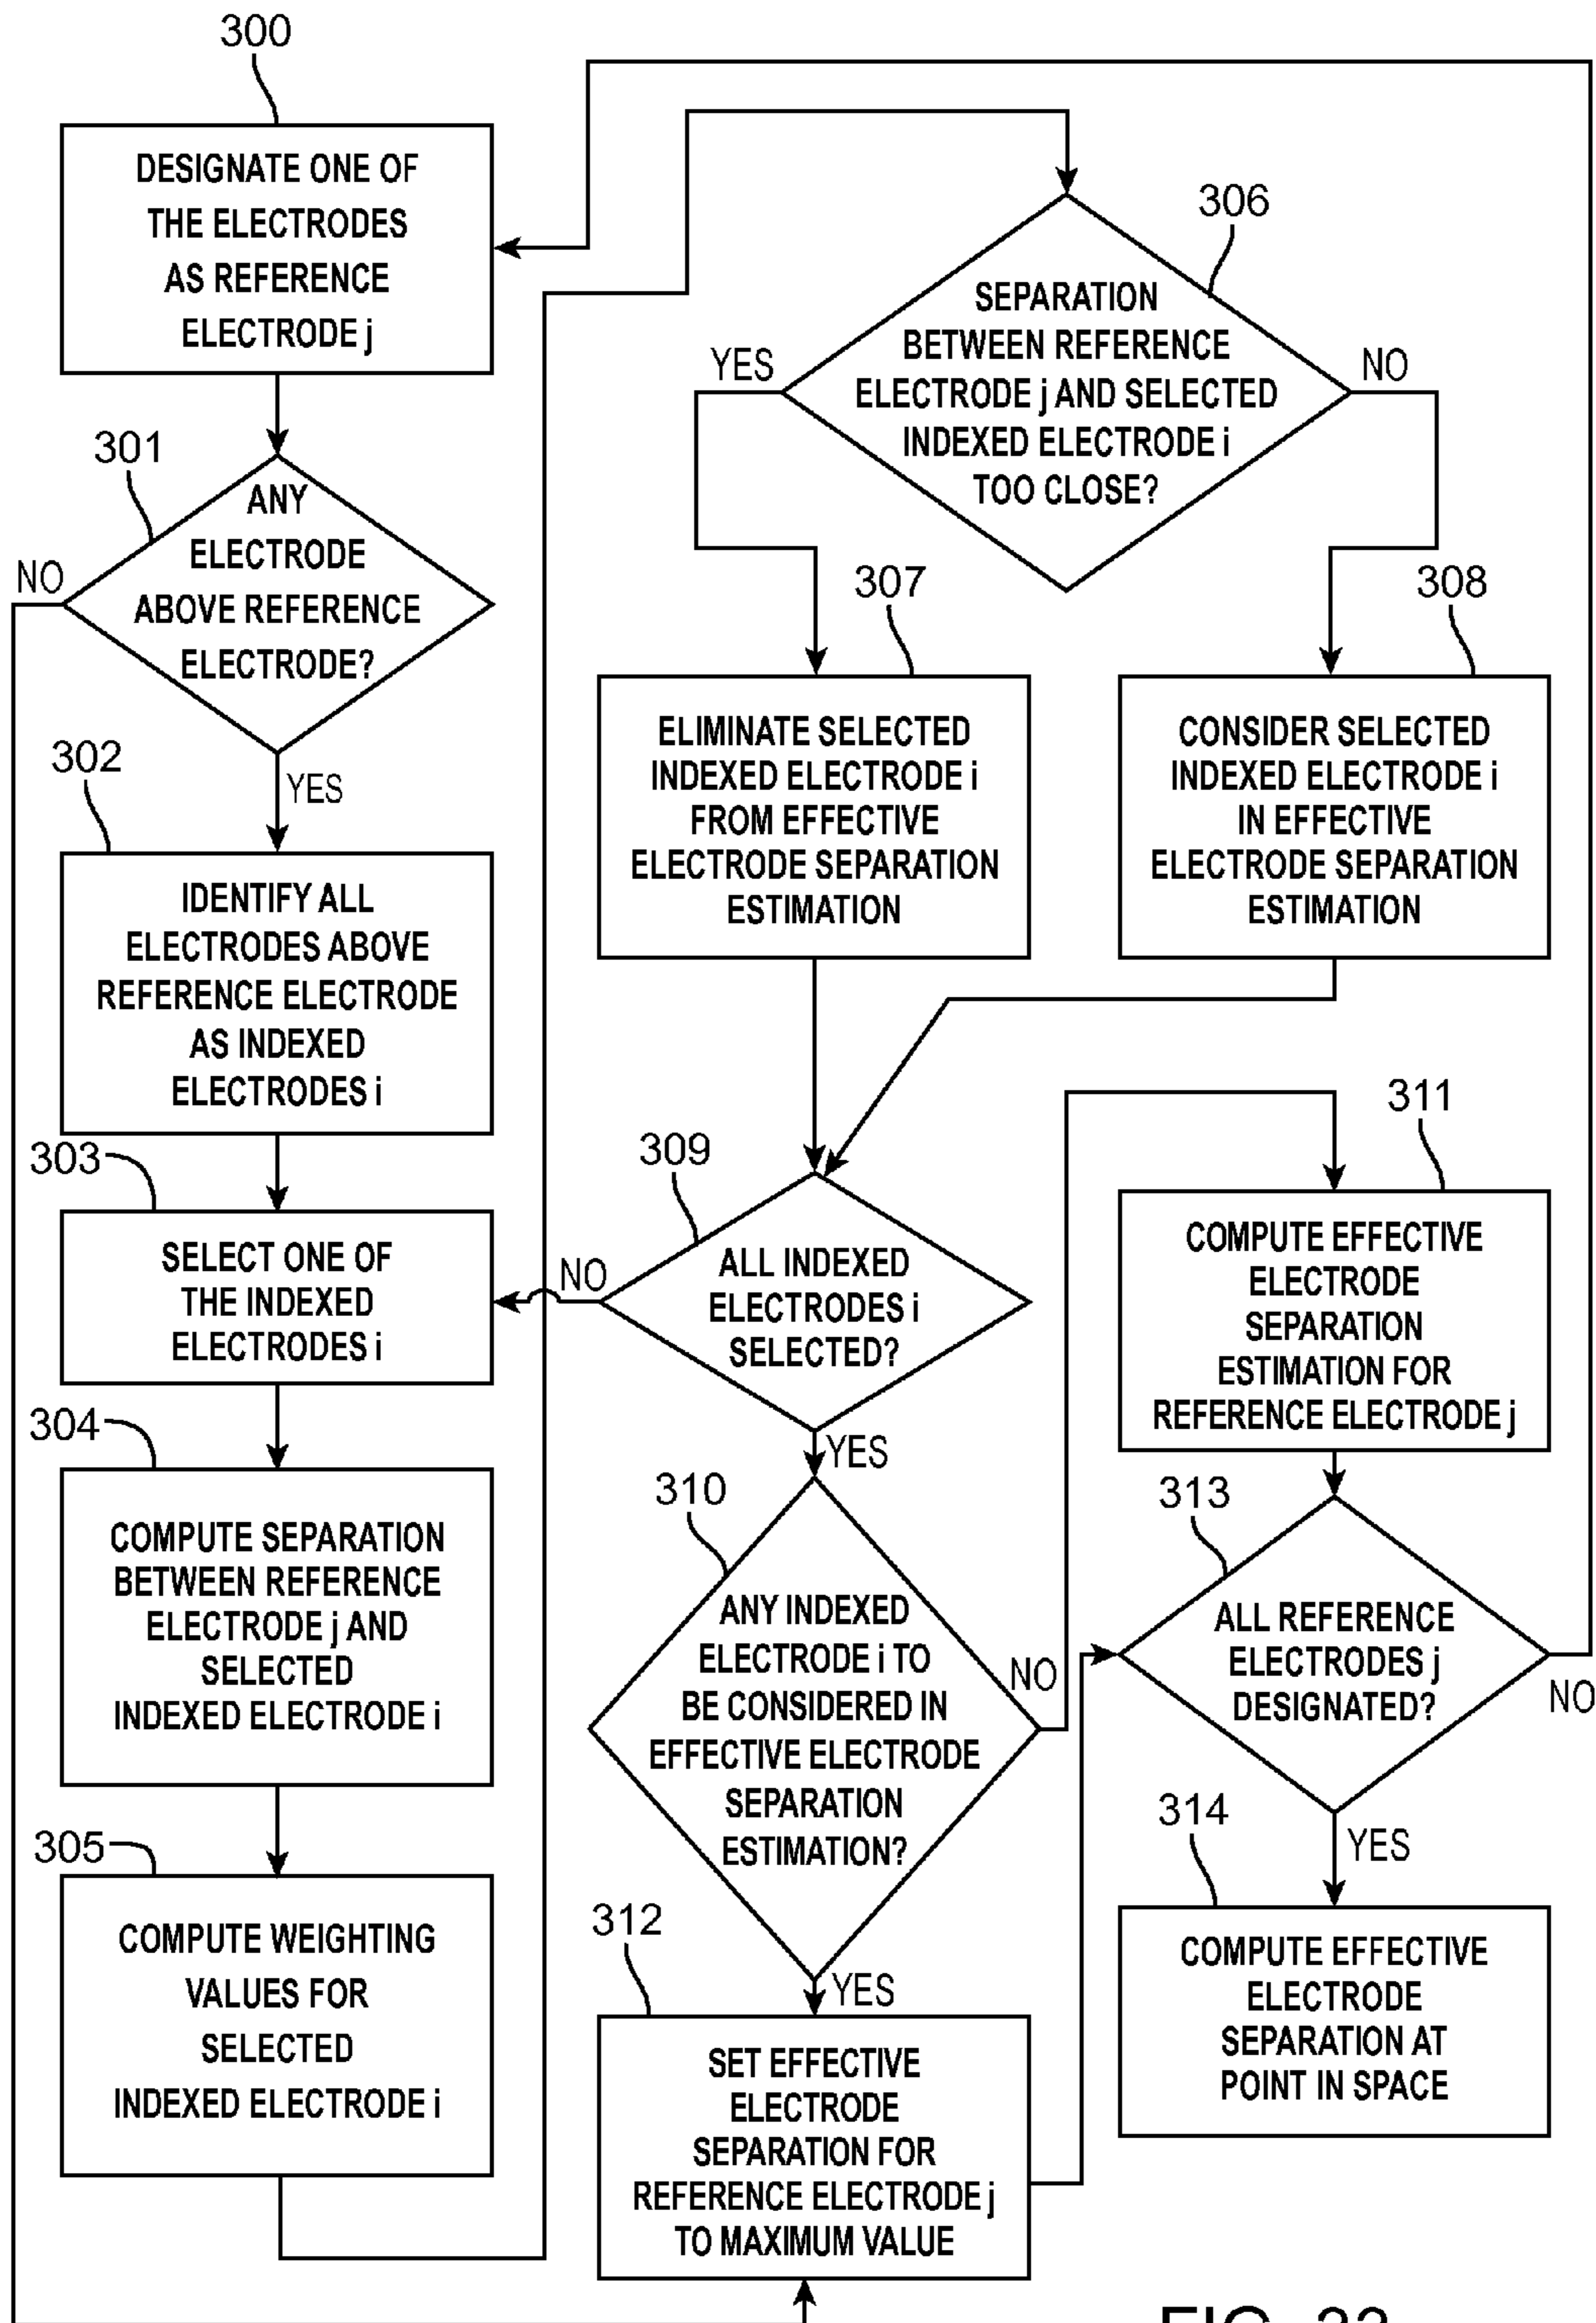 300
DESIGNATE ONE OF
THE ELECTRODES
AS REFERENCE
ELECTRODE j
301
ANY
ELECTRODE
ABOVE REFERENCE
ELECTRODE?
NO
YES
302
IDENTIFY ALL
ELECTRODES ABOVE
REFERENCE ELECTRODE
AS INDEXED
ELECTRODES i
303
SELECT ONE OF
THE INDEXED
ELECTRODES i
304
COMPUTE SEPARATION
BETWEEN REFERENCE
ELECTRODE j AND
SELECTED
INDEXED ELECTRODE i
305
COMPUTE WEIGHTING
VALUES FOR
SELECTED
INDEXED ELECTRODE i
306
SEPARATION
BETWEEN REFERENCE
ELECTRODE j AND SELECTED
INDEXED ELECTRODE i
TOO CLOSE?
YES
NO
307
ELIMINATE SELECTED
INDEXED ELECTRODE i
FROM EFFECTIVE
ELECTRODE SEPARATION
ESTIMATION
308
CONSIDER SELECTED
INDEXED ELECTRODE i
IN EFFECTIVE
ELECTRODE SEPARATION
ESTIMATION
309
ALL INDEXED
ELECTRODES i
SELECTED?
NO
YES
310
ANY INDEXED
ELECTRODE i TO
BE CONSIDERED IN
EFFECTIVE ELECTRODE
SEPARATION
ESTIMATION?
NO
YES
311
COMPUTE EFFECTIVE
ELECTRODE
SEPARATION
ESTIMATION FOR
REFERENCE ELECTRODE j
312
SET EFFECTIVE
ELECTRODE
SEPARATION FOR
REFERENCE ELECTRODE j
TO MAXIMUM VALUE
313
ALL REFERENCE
ELECTRODES j
DESIGNATED?
NO
YES
314
COMPUTE EFFECTIVE
ELECTRODE
SEPARATION AT
POINT IN SPACE